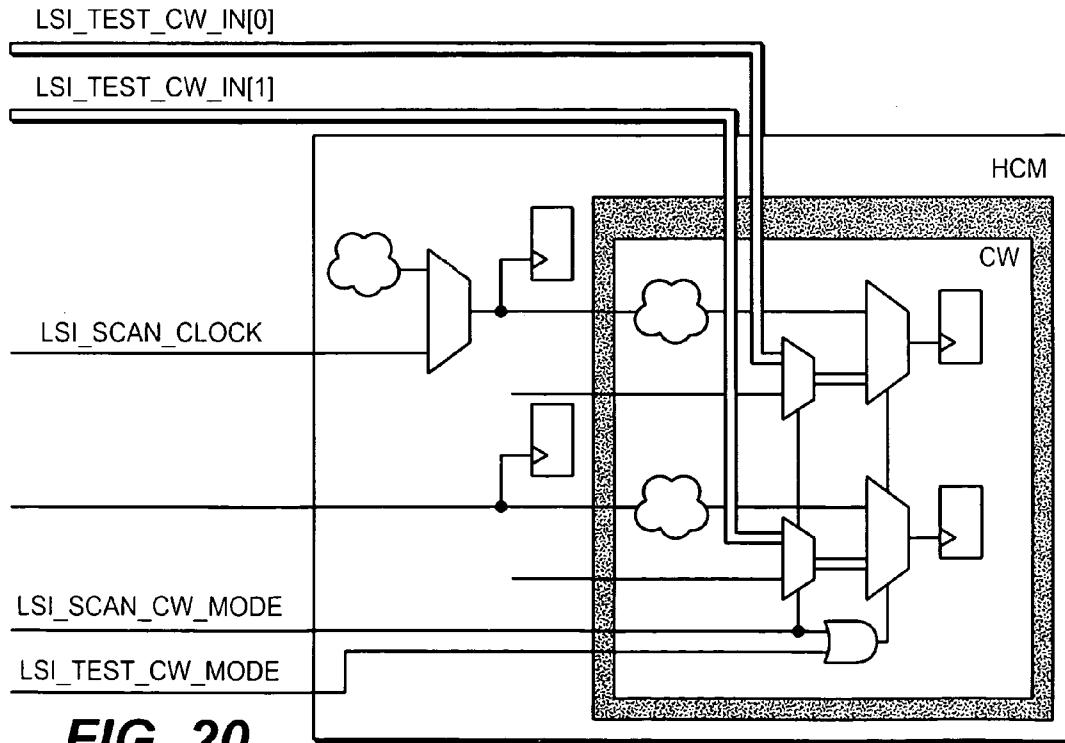 LSI_TEST_CW_IN[0]
LSI_TEST_CW_IN[1]
HCM
CW
LSI_SCAN_CLOCK
LSI_SCAN_CW_MODE
LSI_TEST_CW_MODE
FIG. 20